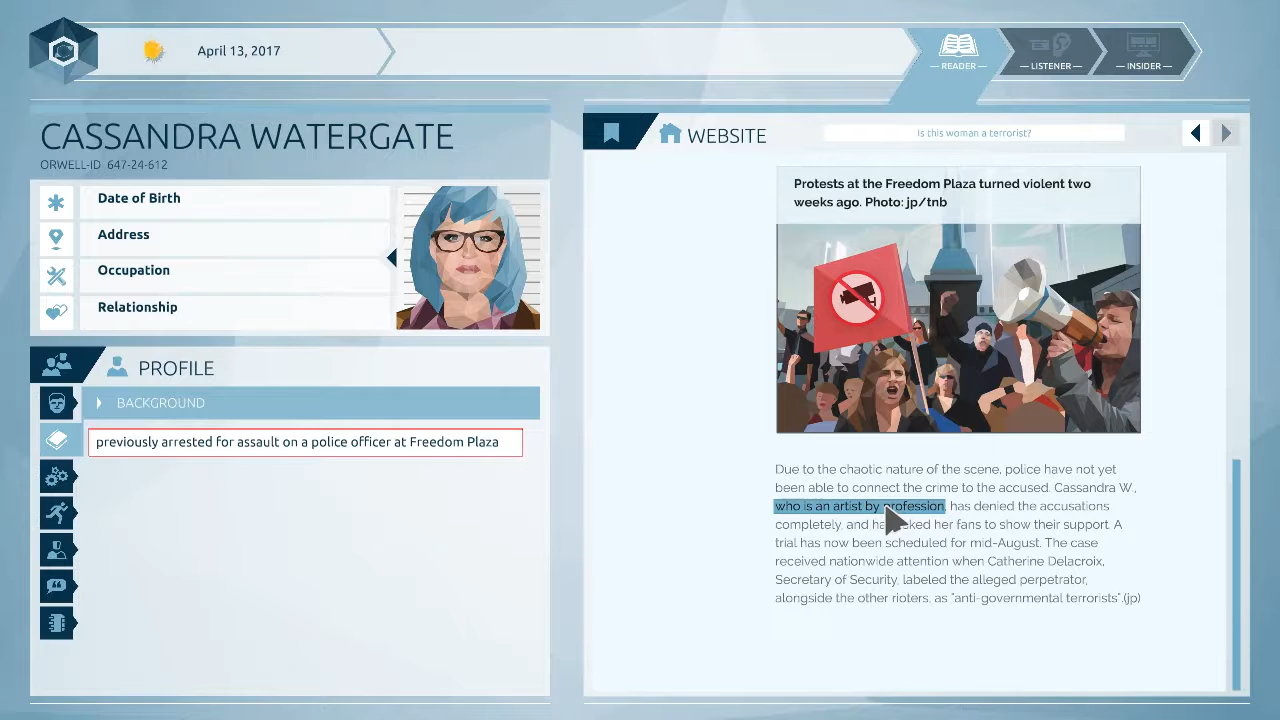 April 13, 2017
— READER —
— LISTENER —
— INSIDER —
CASSANDRA WATERGATE
ORWELL-ID 647-24-612
Date of Birth
Address
Occupation
Relationship
PROFILE
BACKGROUND
previously arrested for assault on a police officer at Freedom Plaza
WEBSITE
Is this woman a terrorist?
Protests at the Freedom Plaza turned violent two
weeks ago. Photo: jp/tnb
Due to the chaotic nature of the scene, police have not yet
been able to connect the crime to the accused. Cassandra W.,
who is an artist by profession, has denied the accusations
completely, and her fans to show their support. A
trial has now been scheduled for mid-August. The case
received nationwide attention when Catherine Delacroix,
Secretary of Security, labeled the alleged perpetrator,
alongside the other rioters, as "anti-governmental terrorists".(jp)